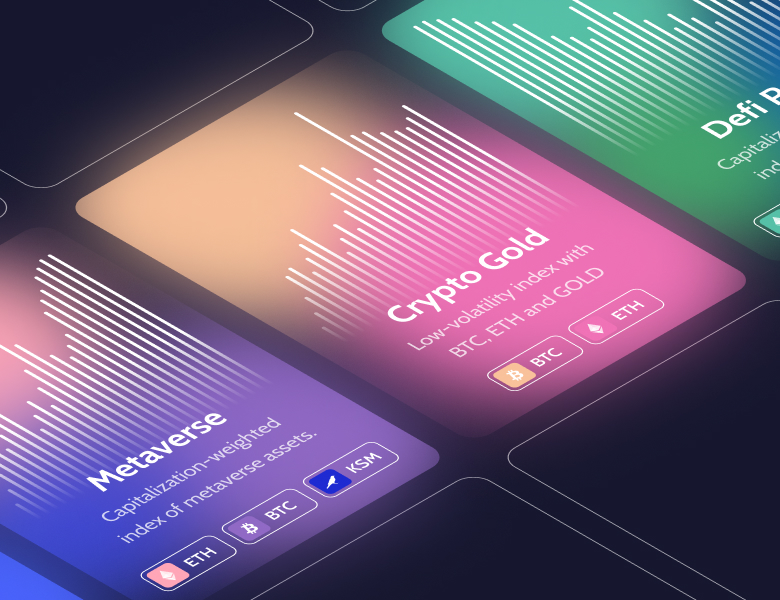 Metaverse
Capitalization-weighted
index of metaverse assets.
ETH
BTC
KSM
Crypto Gold
Low-volatility index with
BTC, ETH and GOLD
BTC
ETH
Defi